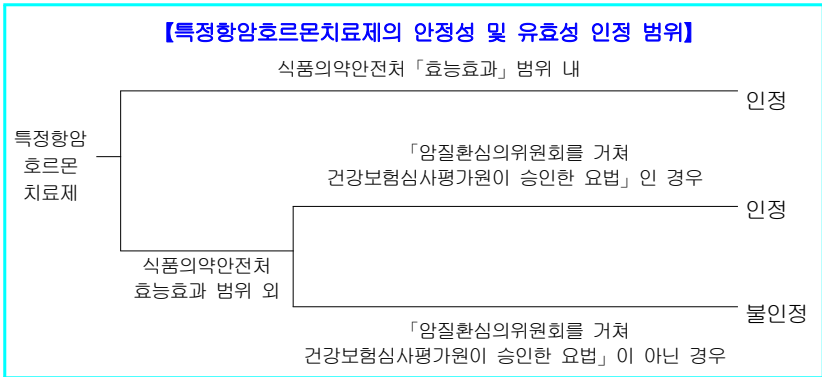 【특정항암호르몬치료제의 안정성 및 유효성 인정 범위】
식품의약안전처「효능효과」범위 내
인정
특정항암
호르몬
치료제
「암질환심의위원회를 거쳐
건강보험심사평가원이 승인한 요법」인 경우
인정
식품의약안전처
효능효과 범위 외
불인정
「암질환심의위원회를 거쳐
건강보험심사평가원이 승인한 요법」이 아닌 경우